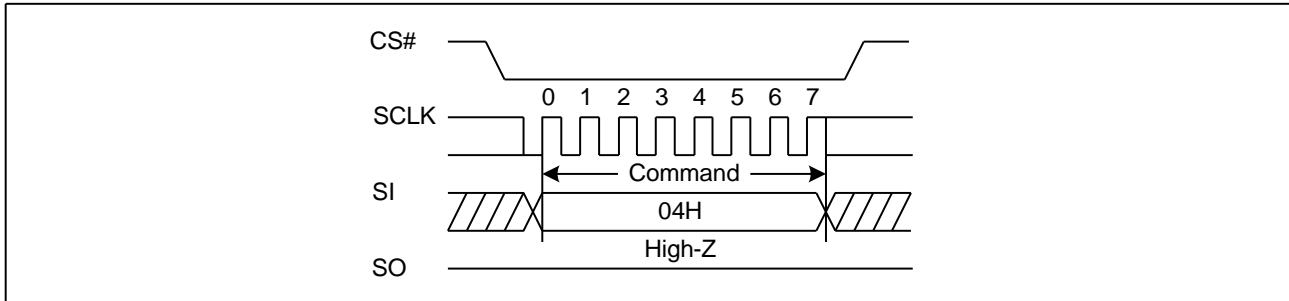 CS#
0 1 2 3 4 5 6 7
SCLK
Command
SI
04H
High-Z
SO